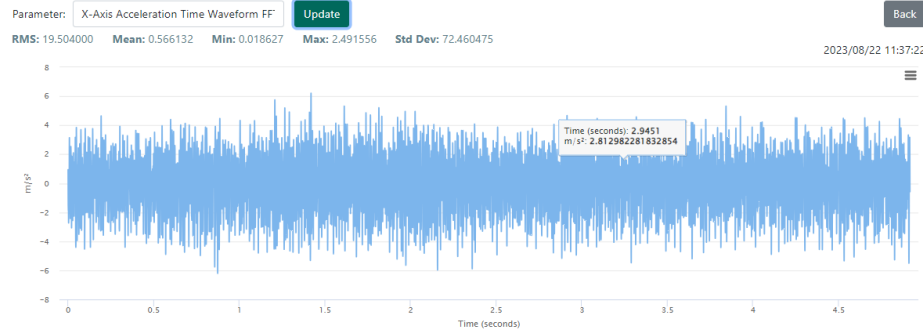 Parameter: X-Axis Acceleration Time Waveform FFT Update Back
RMS: 19.504000 Mean: 0.566132 Min: 0.018627 Max: 2.491556 Std Dev: 72.460475
2023/08/22 11:37:22
8
6
4
2
0
−2
−4
−6
−8
m/s²
Time (seconds): 2.9451
m/s²: 2.812982281832854
0 0.5 1 1.5 2 2.5 3 3.5 4 4.5
Time (seconds)